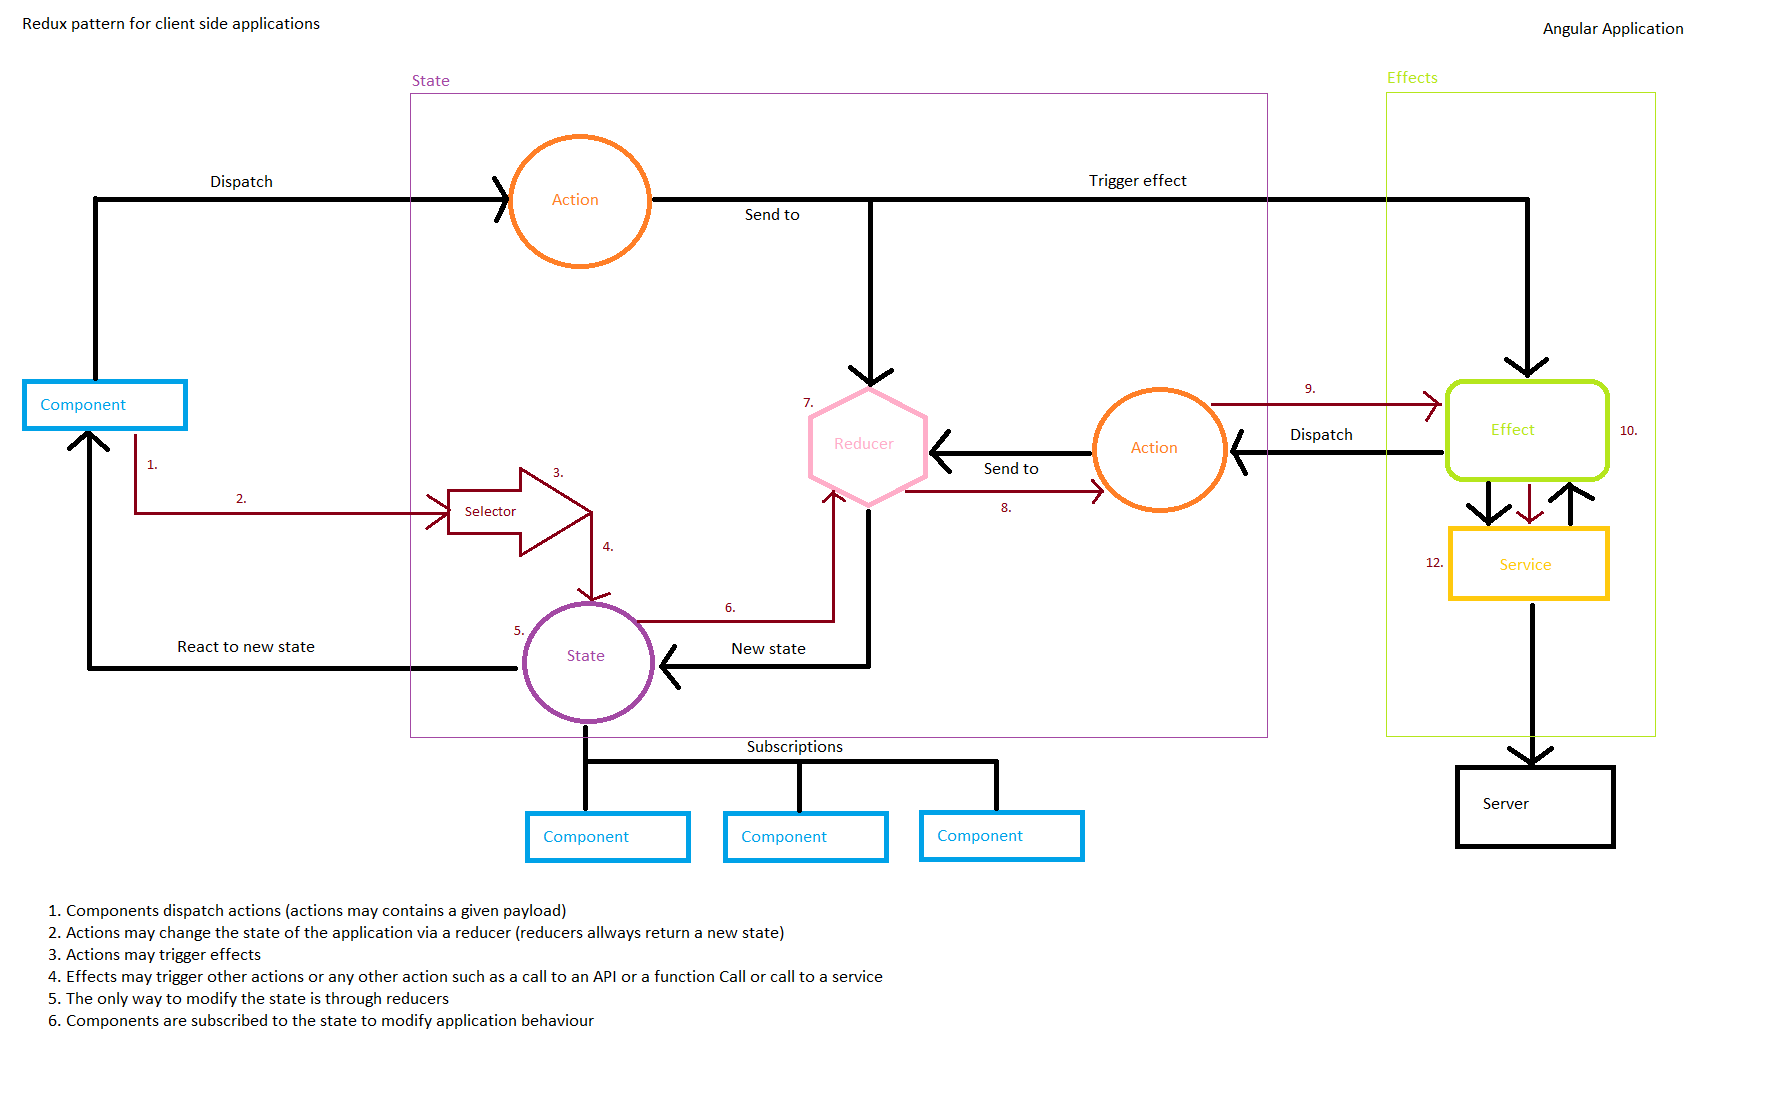 Redux pattern for client side applications
Angular Application
State
Effects
Dispatch
Action
Send to
Trigger effect
Component
1.
2.
3.
Selector
4.
5.
State
6.
7.
Reducer
8.
Send to
Action
9.
Dispatch
Effect
10.
12.
Service
React to new state
New state
Subscriptions
Component
Component
Component
Server
1. Components dispatch actions (actions may contains a given payload)
2. Actions may change the state of the application via a reducer (reducers allways return a new state)
3. Actions may trigger effects
4. Effects may trigger other actions or any other action such as a call to an API or a function Call or call to a service
5. The only way to modify the state is through reducers
6. Components are subscribed to the state to modify application behaviour